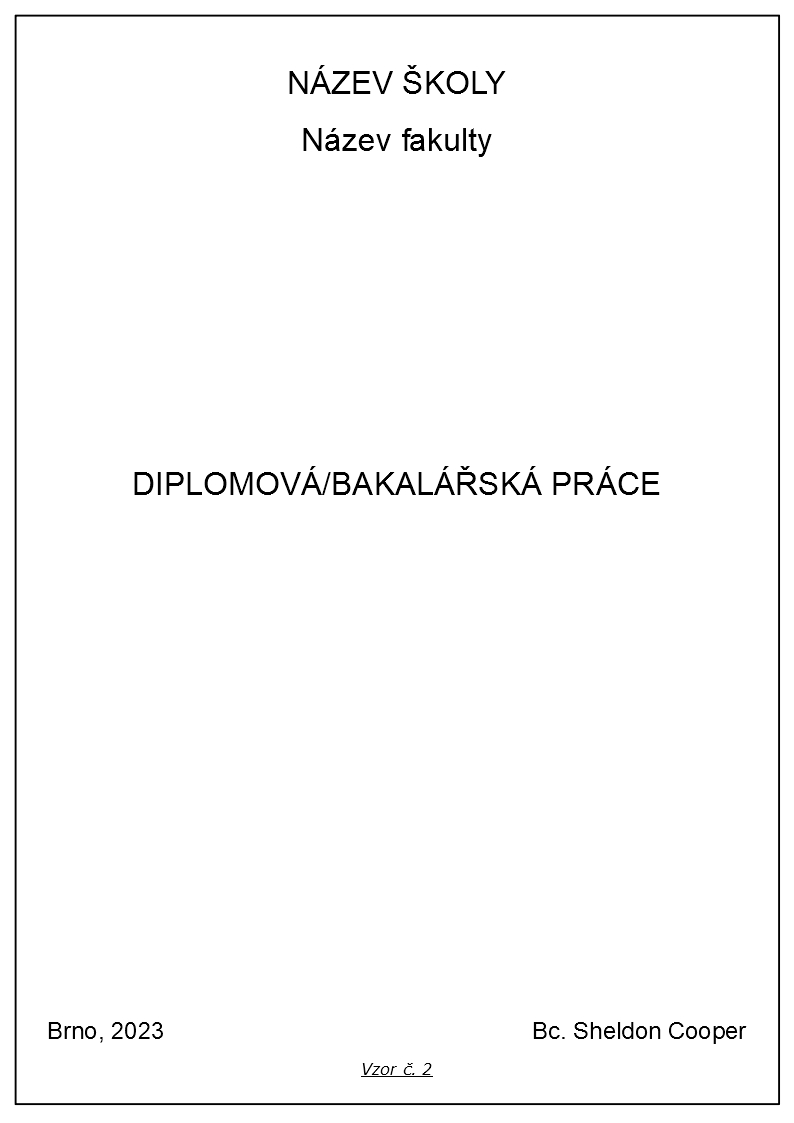 NÁZEV ŠKOLY
Název fakulty
DIPLOMOVÁ/BAKALÁŘSKÁ PRÁCE
Brno, 2023 Bc. Sheldon Cooper
Vzor č. 2